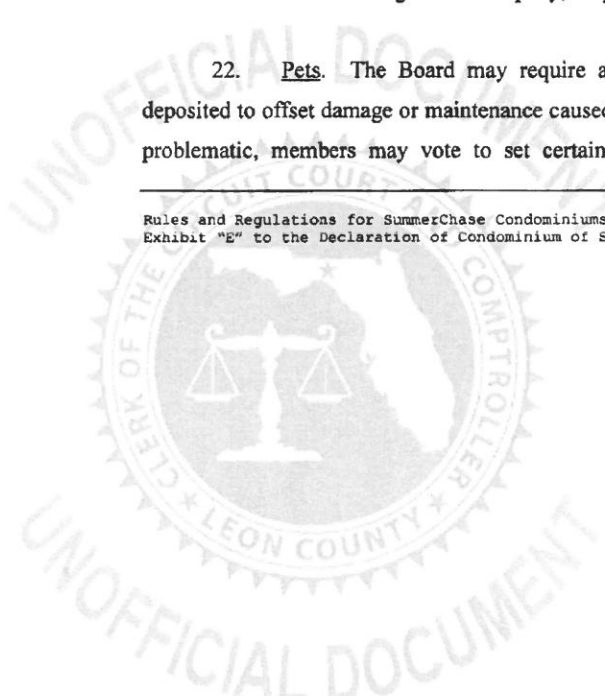 22. Pets. The Board may require a
deposited to offset damage or maintenance caused
problematic, members may vote to set certain
Rules and Regulations for SummerChase Condominiums
Exhibit "E" to the Declaration of Condominium of S
UNOFFICIAL DOCUMENT
CLERK OF THE CIRCUIT COURT AND COMPTROLLER
LEON COUNTY
UNOFFICIAL DOCUMENT